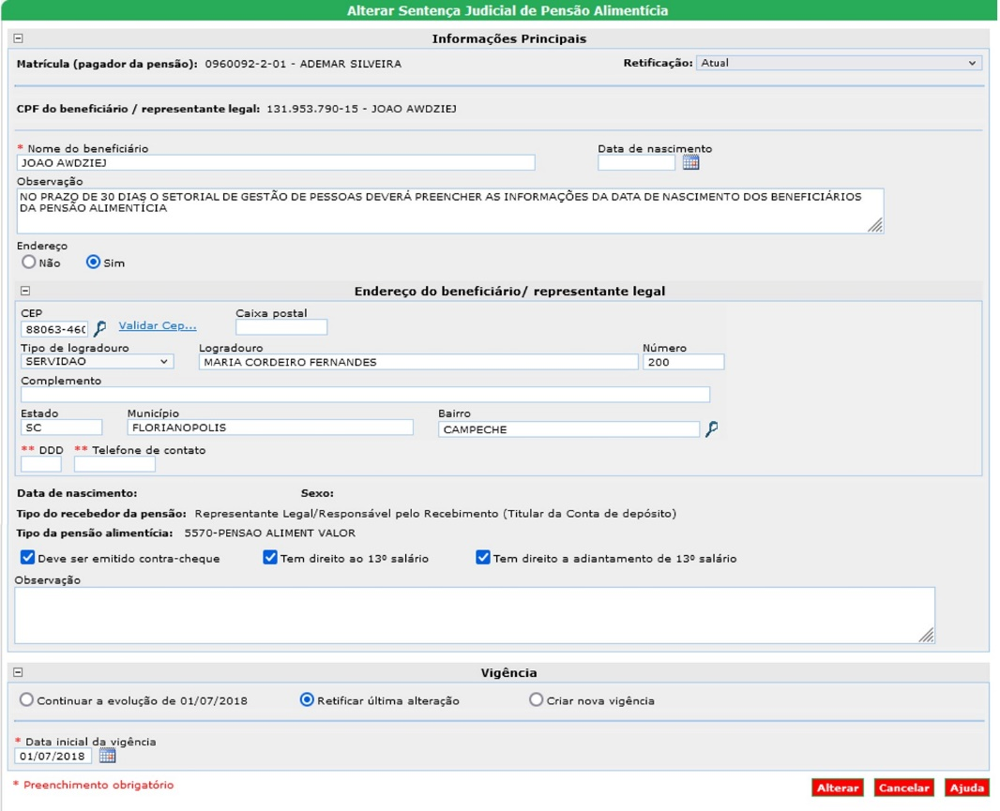 Alterar Sentença Judicial de Pensão Alimentícia
Informações Principais
Matrícula (pagador da pensão): 0960092-2-01 - ADEMAR SILVEIRA Retificação: Atual
CPF do beneficiário / representante legal: 131.953.790-15 - JOAO AWDZIEJ
* Nome do beneficiário Data de nascimento
JOAO AWDZIEJ
Observação
NO PRAZO DE 30 DIAS O SETORIAL DE GESTÃO DE PESSOAS DEVERÁ PREENCHER AS INFORMAÇÕES DA DATA DE NASCIMENTO DOS BENEFICIÁRIOS
DA PENSÃO ALIMENTÍCIA
Endereço
Não Sim
Endereço do beneficiário/ representante legal
CEP Caixa postal
88063-460 Validar Cep...
Tipo de logradouro Logradouro Número
SERVIDAO MARIA CORDEIRO FERNANDES 200
Complemento
Estado Município Bairro
SC FLORIANOPOLIS CAMPECHE
** DDD ** Telefone de contato
Data de nascimento: Sexo:
Tipo do recebedor da pensão: Representante Legal/Responsável pelo Recebimento (Titular da Conta de depósito)
Tipo da pensão alimentícia: 5570-PENSAO ALIMENT VALOR
Deve ser emitido contra-cheque Tem direito ao 13º salário Tem direito a adiantamento de 13º salário
Observação
Vigência
Continuar a evolução de 01/07/2018 Retificar última alteração Criar nova vigência
* Data inicial da vigência
01/07/2018
* Preenchimento obrigatório Alterar Cancelar Ajuda